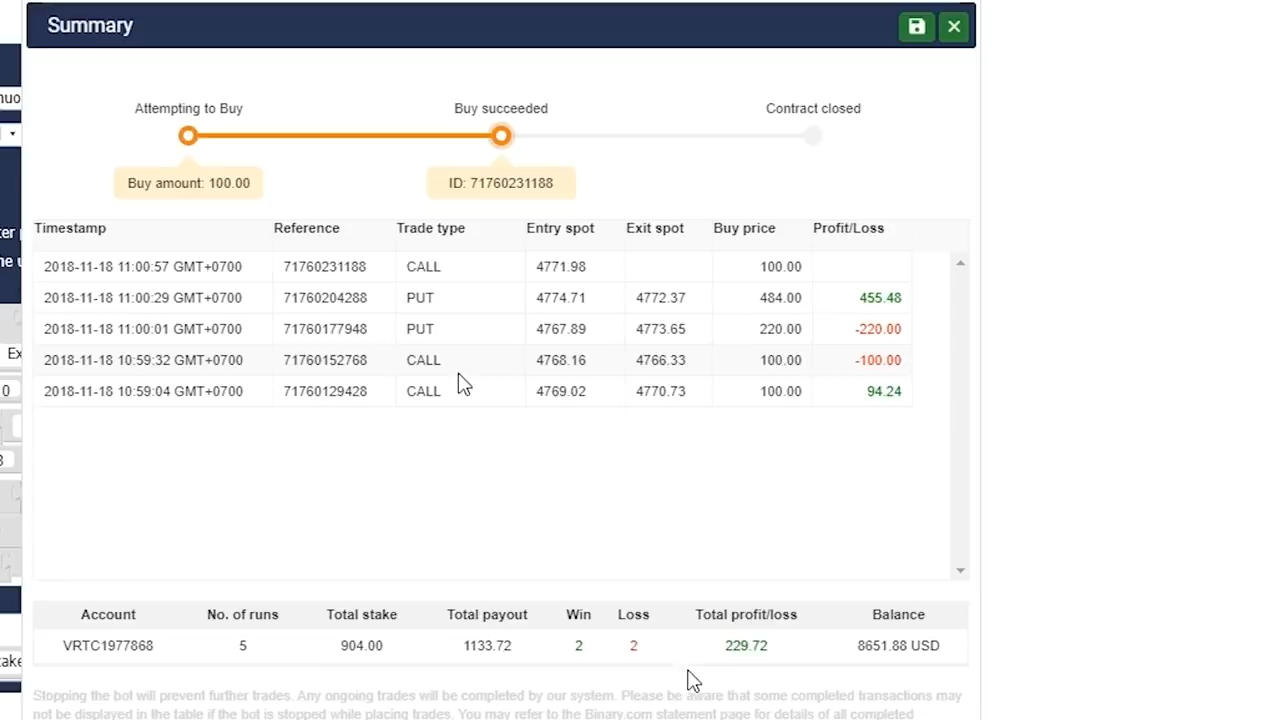 Summary
nuo
Attempting to Buy Buy succeeded Contract closed
Buy amount: 100.00 ID: 71760231188
Timestamp Reference Trade type Entry spot Exit spot Buy price Profit/Loss
2018-11-18 11:00:57 GMT+0700 71760231188 CALL 4771.98 100.00
2018-11-18 11:00:29 GMT+0700 71760204288 PUT 4774.71 4772.37 484.00 455.48
2018-11-18 11:00:01 GMT+0700 71760177948 PUT 4767.89 4773.65 220.00 -220.00
Ex
2018-11-18 10:59:32 GMT+0700 71760152768 CALL 4768.16 4766.33 100.00 -100.00
0
2018-11-18 10:59:04 GMT+0700 71760129428 CALL 4769.02 4770.73 100.00 94.24
Account No. of runs Total stake Total payout Win Loss Total profit/loss Balance
VRTC1977868 5 904.00 1133.72 2 2 229.72 8651.88 USD
Stopping the bot will prevent further trades. Any ongoing trades will be completed by our system. Please be aware that some completed transactions may
not be displayed in the table if the bot is stopped while placing trades. You may refer to the Binary.com statement page for details of all completed